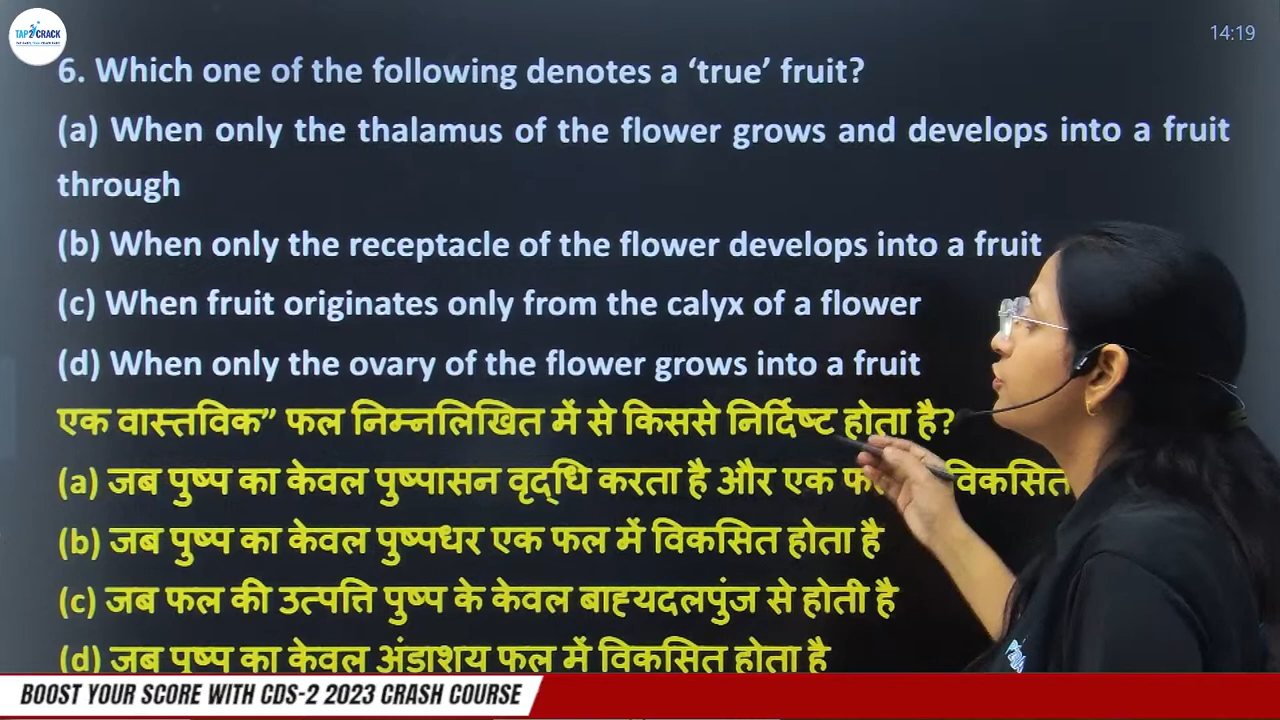 TAP2CRACK
14:19
6. Which one of the following denotes a ‘true’ fruit?
(a) When only the thalamus of the flower grows and develops into a fruit
through
(b) When only the receptacle of the flower develops into a fruit
(c) When fruit originates only from the calyx of a flower
(d) When only the ovary of the flower grows into a fruit
एक वास्तविक” फल निम्नलिखित में से किससे निर्दिष्ट होता है?
(a) जब पुष्प का केवल पुष्पासन वृद्धि करता है और एक विकसित
(b) जब पुष्प का केवल पुष्पधर एक फल में विकसित होता है
(c) जब फल की उत्पत्ति पुष्प के केवल बाह्यदलपुंज से होती है
(d) जब पुष्प का केवल अंडाशय फल में विकसित होता है
BOOST YOUR SCORE WITH CDS-2 2023 CRASH COURSE